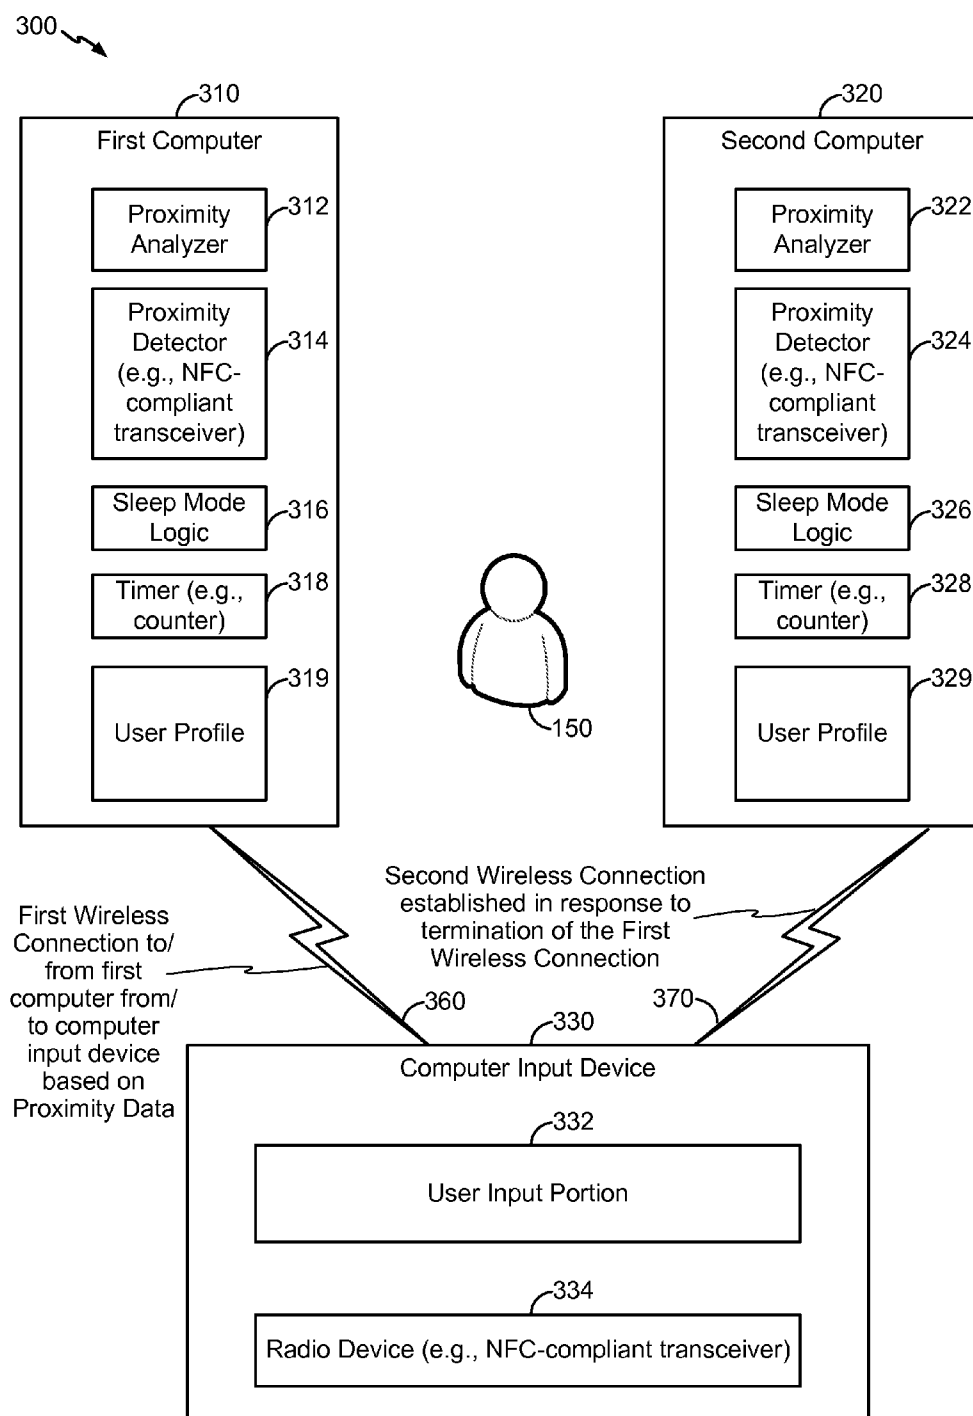 300
310
First Computer
Proximity
Analyzer
312
Proximity
Detector
(e.g., NFC-
compliant
transceiver)
314
Sleep Mode
Logic
316
Timer (e.g.,
counter)
318
User Profile
319
150
320
Second Computer
Proximity
Analyzer
322
Proximity
Detector
(e.g., NFC-
compliant
transceiver)
324
Sleep Mode
Logic
326
Timer (e.g.,
counter)
328
User Profile
329
First Wireless
Connection to/
from first
computer from/
to computer
input device
based on
Proximity Data
Second Wireless Connection
established in response to
termination of the First
Wireless Connection
360
370
330
Computer Input Device
332
User Input Portion
334
Radio Device (e.g., NFC-compliant transceiver)